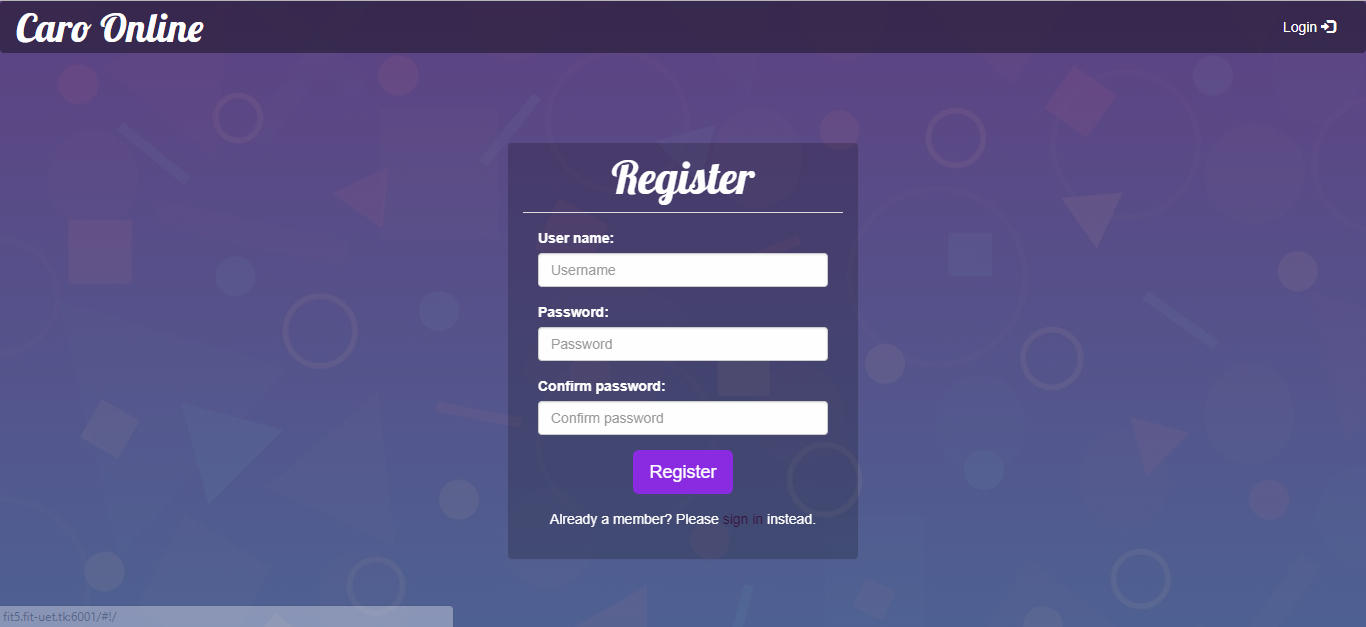 Caro Online
Login
Register
User name:
Username
Password:
Password
Confirm password:
Confirm password
Register
Already a member? Please sign in instead.
fit5.fit-uet.tk:6001/#!/